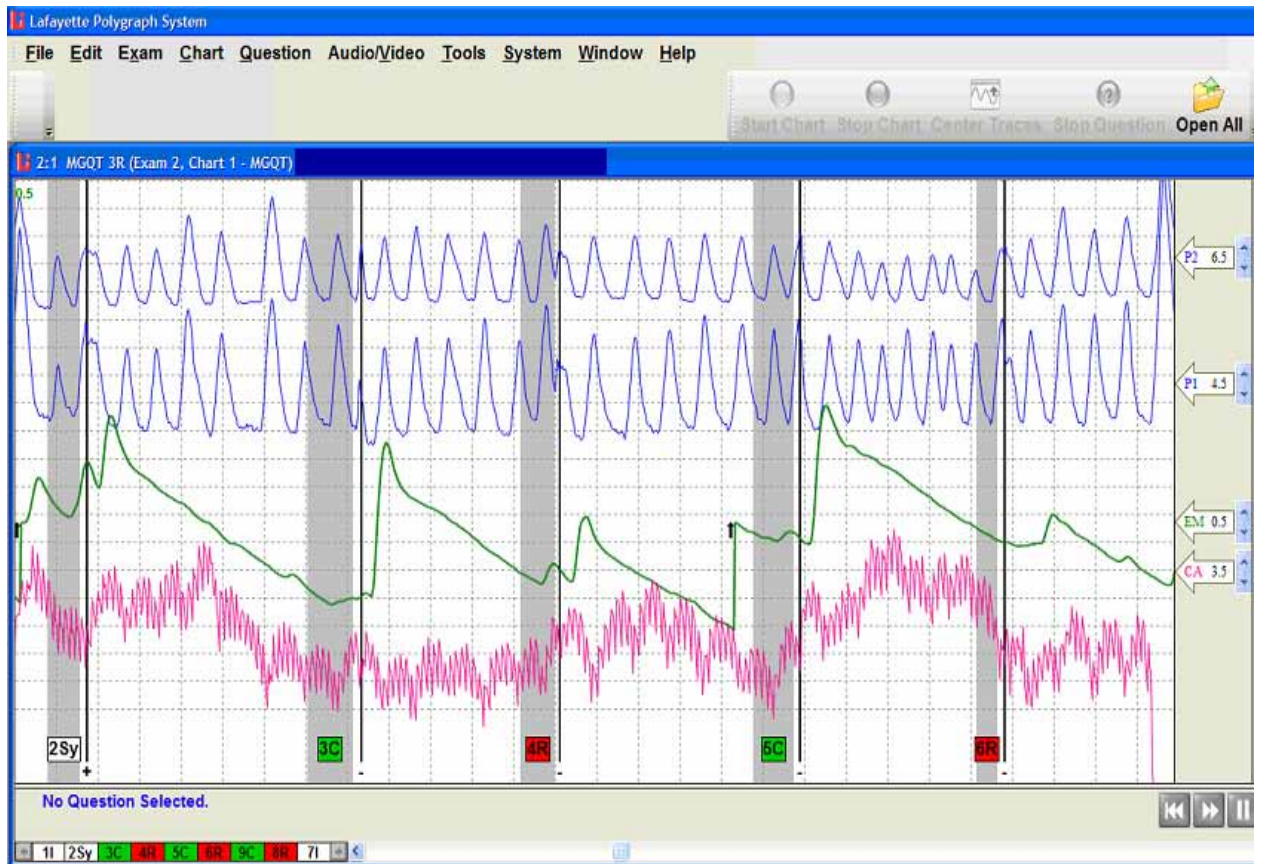 Lafayette Polygraph System
File Edit Exam Chart Question Audio/Video Tools System Window Help
Start Chart Stop Chart Center Traces Stop Question Open All
2:1 MGQT 3R (Exam 2, Chart 1 - MGQT)
0.5
P2 6.5
P1 4.5
EM 0.5
CA 3.5
2Sy 3C 4R 5C 6R
+ - - - -
No Question Selected.
1I 2Sy 3C 4R 5C 6R 9C 8R 7I